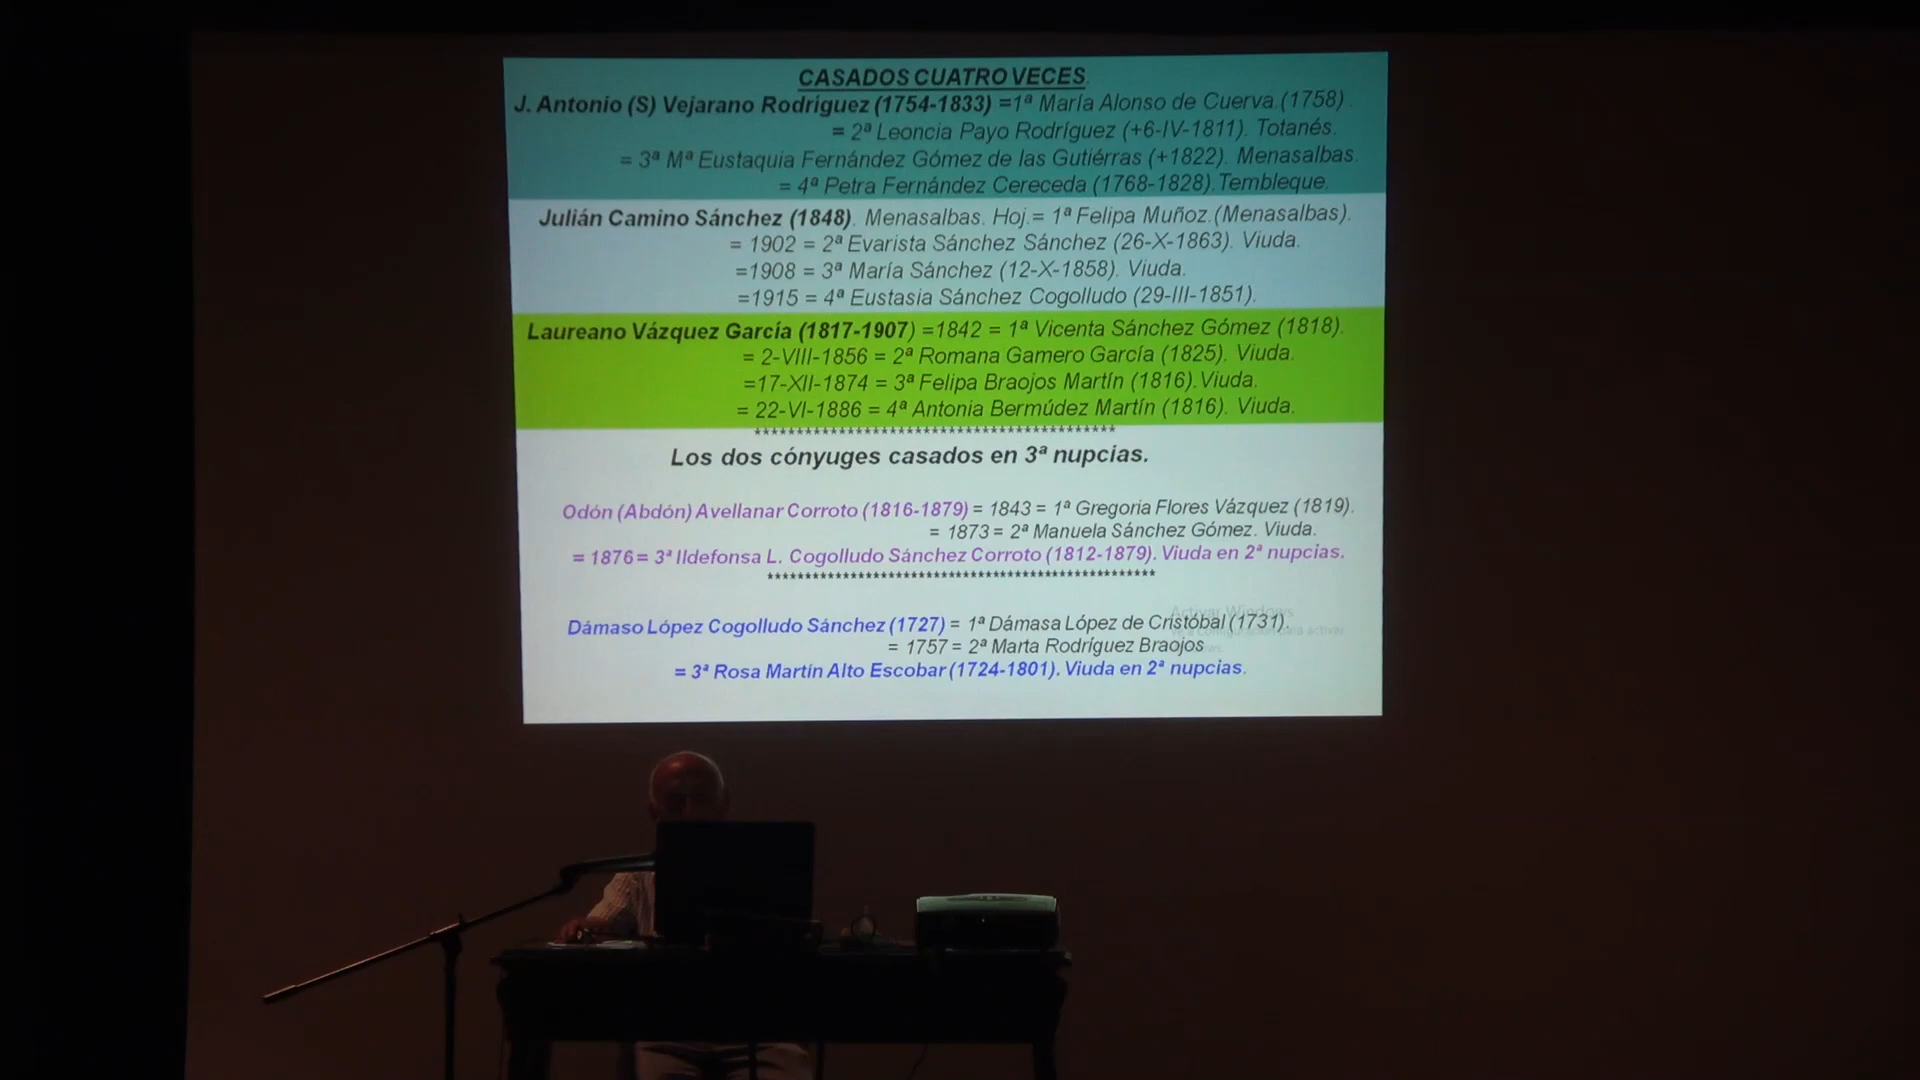 CASADOS CUATRO VECES
J. Antonio (S) Vejarano Rodríguez (1754-1833) =1ª María Alonso de Cuerva (1758).
= 2ª Leoncia Payo Rodríguez (+6-IV-1811). Totanés.
= 3ª Mª Eustaquia Fernández Gómez de las Gutiérras (+1822). Menasalbas.
= 4ª Petra Fernández Cereceda (1768-1828). Tembleque.
Julián Camino Sánchez (1848). Menasalbas. Hoj.= 1ª Felipa Muñoz.(Menasalbas).
= 1902 = 2ª Evarista Sánchez Sánchez (26-X-1863). Viuda.
=1908 = 3ª María Sánchez (12-X-1858). Viuda.
=1915 = 4ª Eustasia Sánchez Cogolludo (29-III-1851).
Laureano Vázquez García (1817-1907) =1842 = 1ª Vicenta Sánchez Gómez (1818).
= 2-VIII-1856 = 2ª Romana Gamero García (1825). Viuda.
=17-XII-1874 = 3ª Felipa Braojos Martín (1816). Viuda.
= 22-VI-1886 = 4ª Antonia Bermúdez Martín (1816). Viuda.
********************************************
Los dos cónyuges casados en 3ª nupcias.
Odón (Abdón) Avellanar Corroto (1816-1879) = 1843 = 1ª Gregoria Flores Vázquez (1819).
= 1873 = 2ª Manuela Sánchez Gómez. Viuda.
= 1876 = 3ª Ildefonsa L. Cogolludo Sánchez Corroto (1812-1879). Viuda en 2ª nupcias.
****************************************************
Activar Windows
Dámaso López Cogolludo Sánchez (1727) = 1ª Dámasa López de Cristóbal (1731).
= 1757 = 2ª Marta Rodríguez Braojos
= 3ª Rosa Martín Alto Escobar (1724-1801). Viuda en 2ª nupcias.